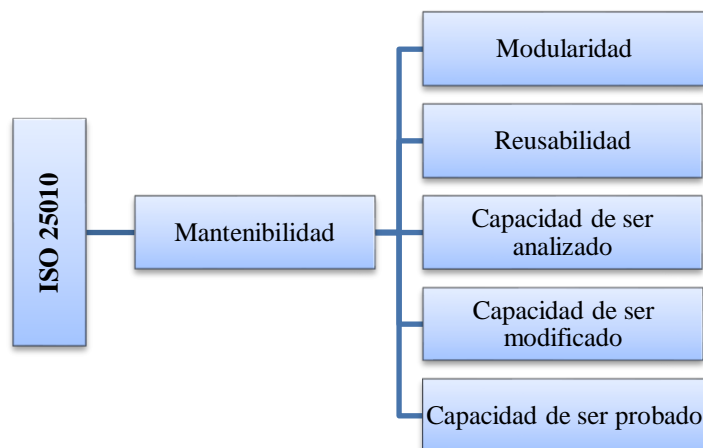 ISO 25010
Mantenibilidad
Modularidad
Reusabilidad
Capacidad de ser
analizado
Capacidad de ser
modificado
Capacidad de ser probado